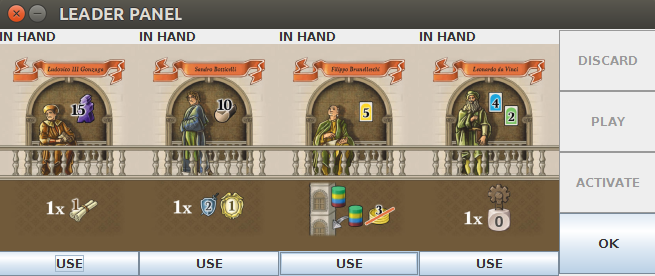 LEADER PANEL
IN HAND IN HAND IN HAND IN HAND
Ludovico III Gonzaga Sandro Botticelli Filippo Brunelleschi Leonardo da Vinci
15 10 5 4 2
1x 1 1x 2 1 3 1x 0
USE USE USE USE
DISCARD
PLAY
ACTIVATE
OK